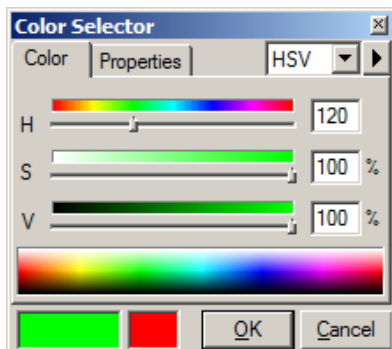 Color Selector
Color Properties HSV
H 120
S 100 %
V 100 %
OK Cancel